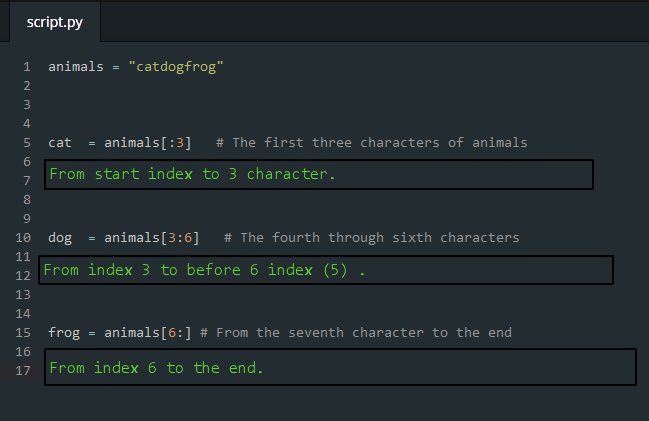 script.py
1 animals = "catdogfrog"
2
3
4
5 cat  = animals[:3]   # The first three characters of animals
6
From start index to 3 character.
7
8
9
10 dog  = animals[3:6]   # The fourth through sixth characters
11
From index 3 to before 6 index (5) .
12
13
14
15 frog = animals[6:] # From the seventh character to the end
16
From index 6 to the end.
17